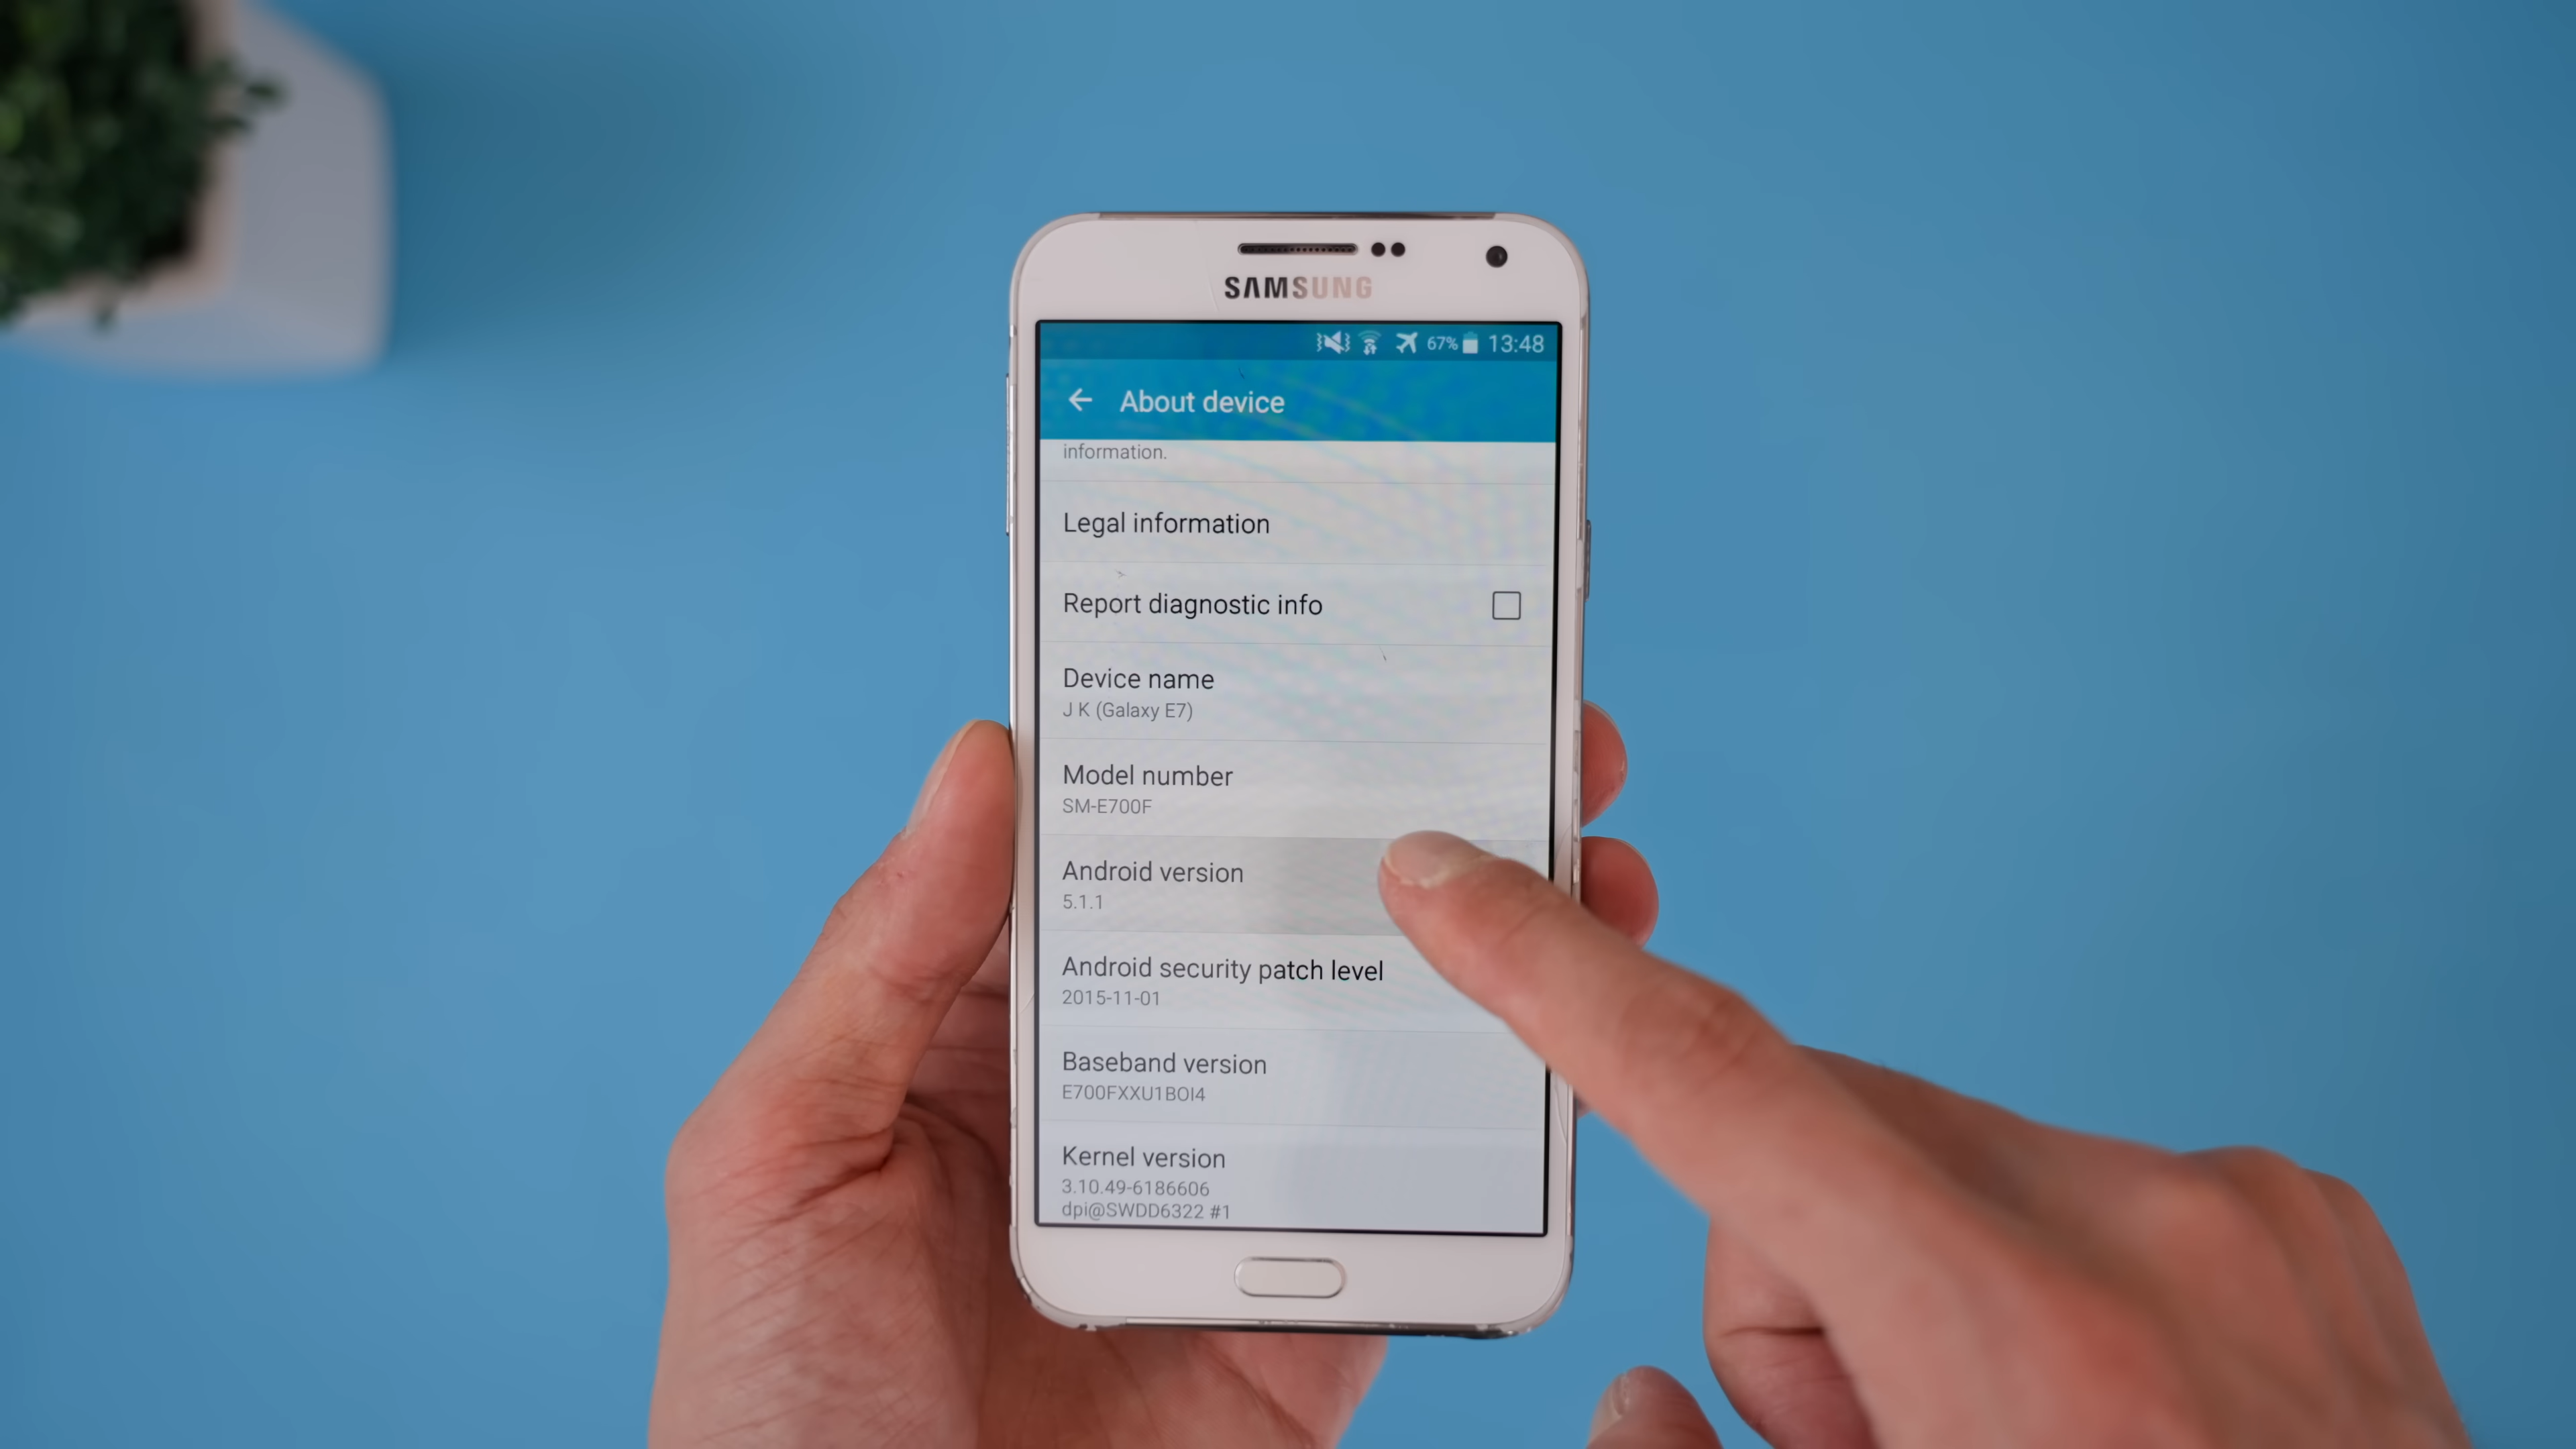 SAMSUNG
67% 13:48
About device
information.
Legal information
Report diagnostic info
Device name
J K (Galaxy E7)
Model number
SM-E700F
Android version
5.1.1
Android security patch level
2015-11-01
Baseband version
E700FXXU1BOI4
Kernel version
3.10.49-6186606
dpi@SWDD6322 #1